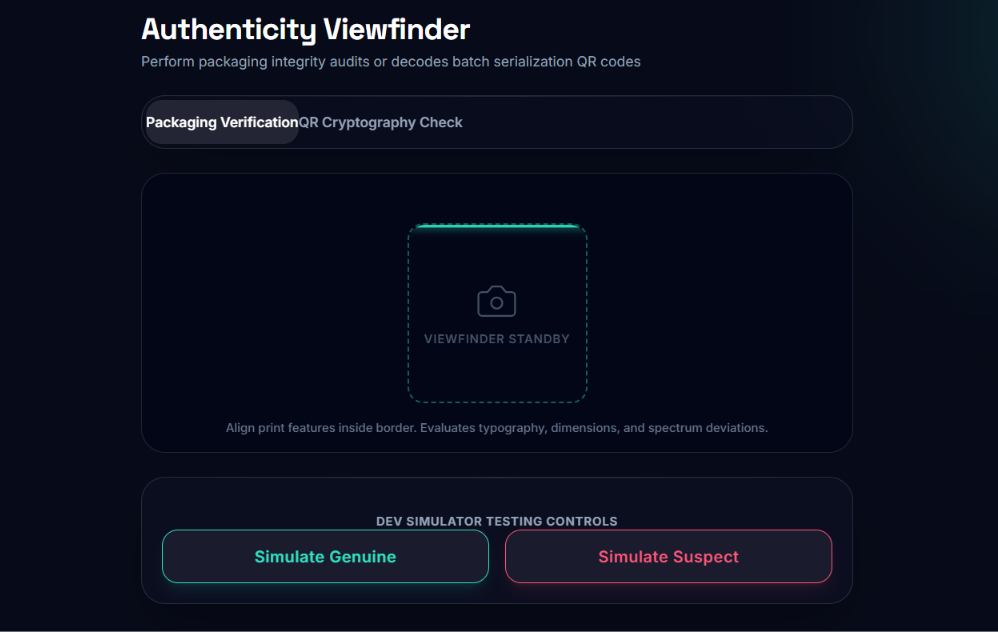 Authenticity Viewfinder
Perform packaging integrity audits or decodes batch serialization QR codes
Packaging Verification QR Cryptography Check
VIEWFINDER STANDBY
Align print features inside border. Evaluates typography, dimensions, and spectrum deviations.
DEV SIMULATOR TESTING CONTROLS
Simulate Genuine Simulate Suspect